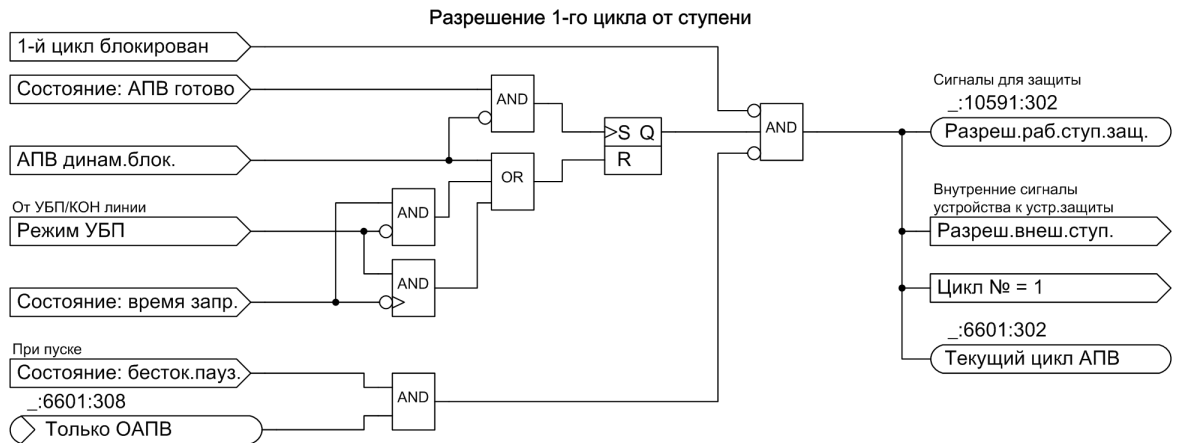 Разрешение 1-го цикла от ступени
1-й цикл блокирован
Состояние: АПВ готово
AND
АПВ динам.блок.
S Q
R
OR
AND
От УБП/КОН линии
Режим УБП
AND
AND
Состояние: время запр.
При пуске
Состояние: бесток.пауз.
_:6601:308
Только ОАПВ
AND
Сигналы для защиты
_:10591:302
Разреш.раб.ступ.защ.
Внутренние сигналы
устройства к устр.защиты
Разреш.внеш.ступ.
Цикл № = 1
_:6601:302
Текущий цикл АПВ